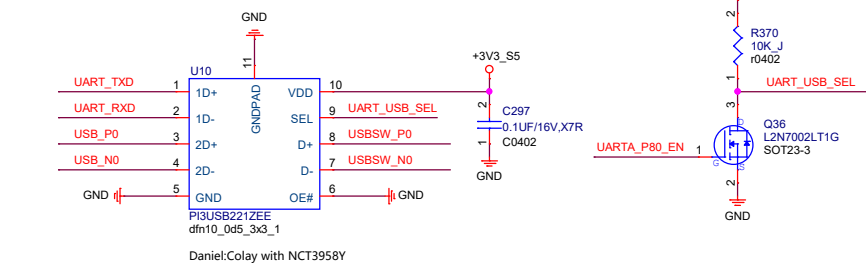 GND
11
U10
UART_TXD 1 1D+ VDD 10 +3V3_S5
UART_RXD 2 1D- SEL 9 UART_USB_SEL
USB_P0 3 2D+ D+ 8 USBSW_P0
USB_N0 4 2D- D- 7 USBSW_N0
GND 5 GND OE# 6 GND
GNDPAD
PI3USB221ZEE
dfn10_0d5_3x3_1
Daniel:Colay with NCT3958Y
2
C297
0.1UF/16V,X7R
1
C0402
GND
2
R370
10K_J
r0402
1
UART_USB_SEL
3
D
Q36
L2N7002LT1G
SOT23-3
UARTA_P80_EN 1
G
S
2
GND